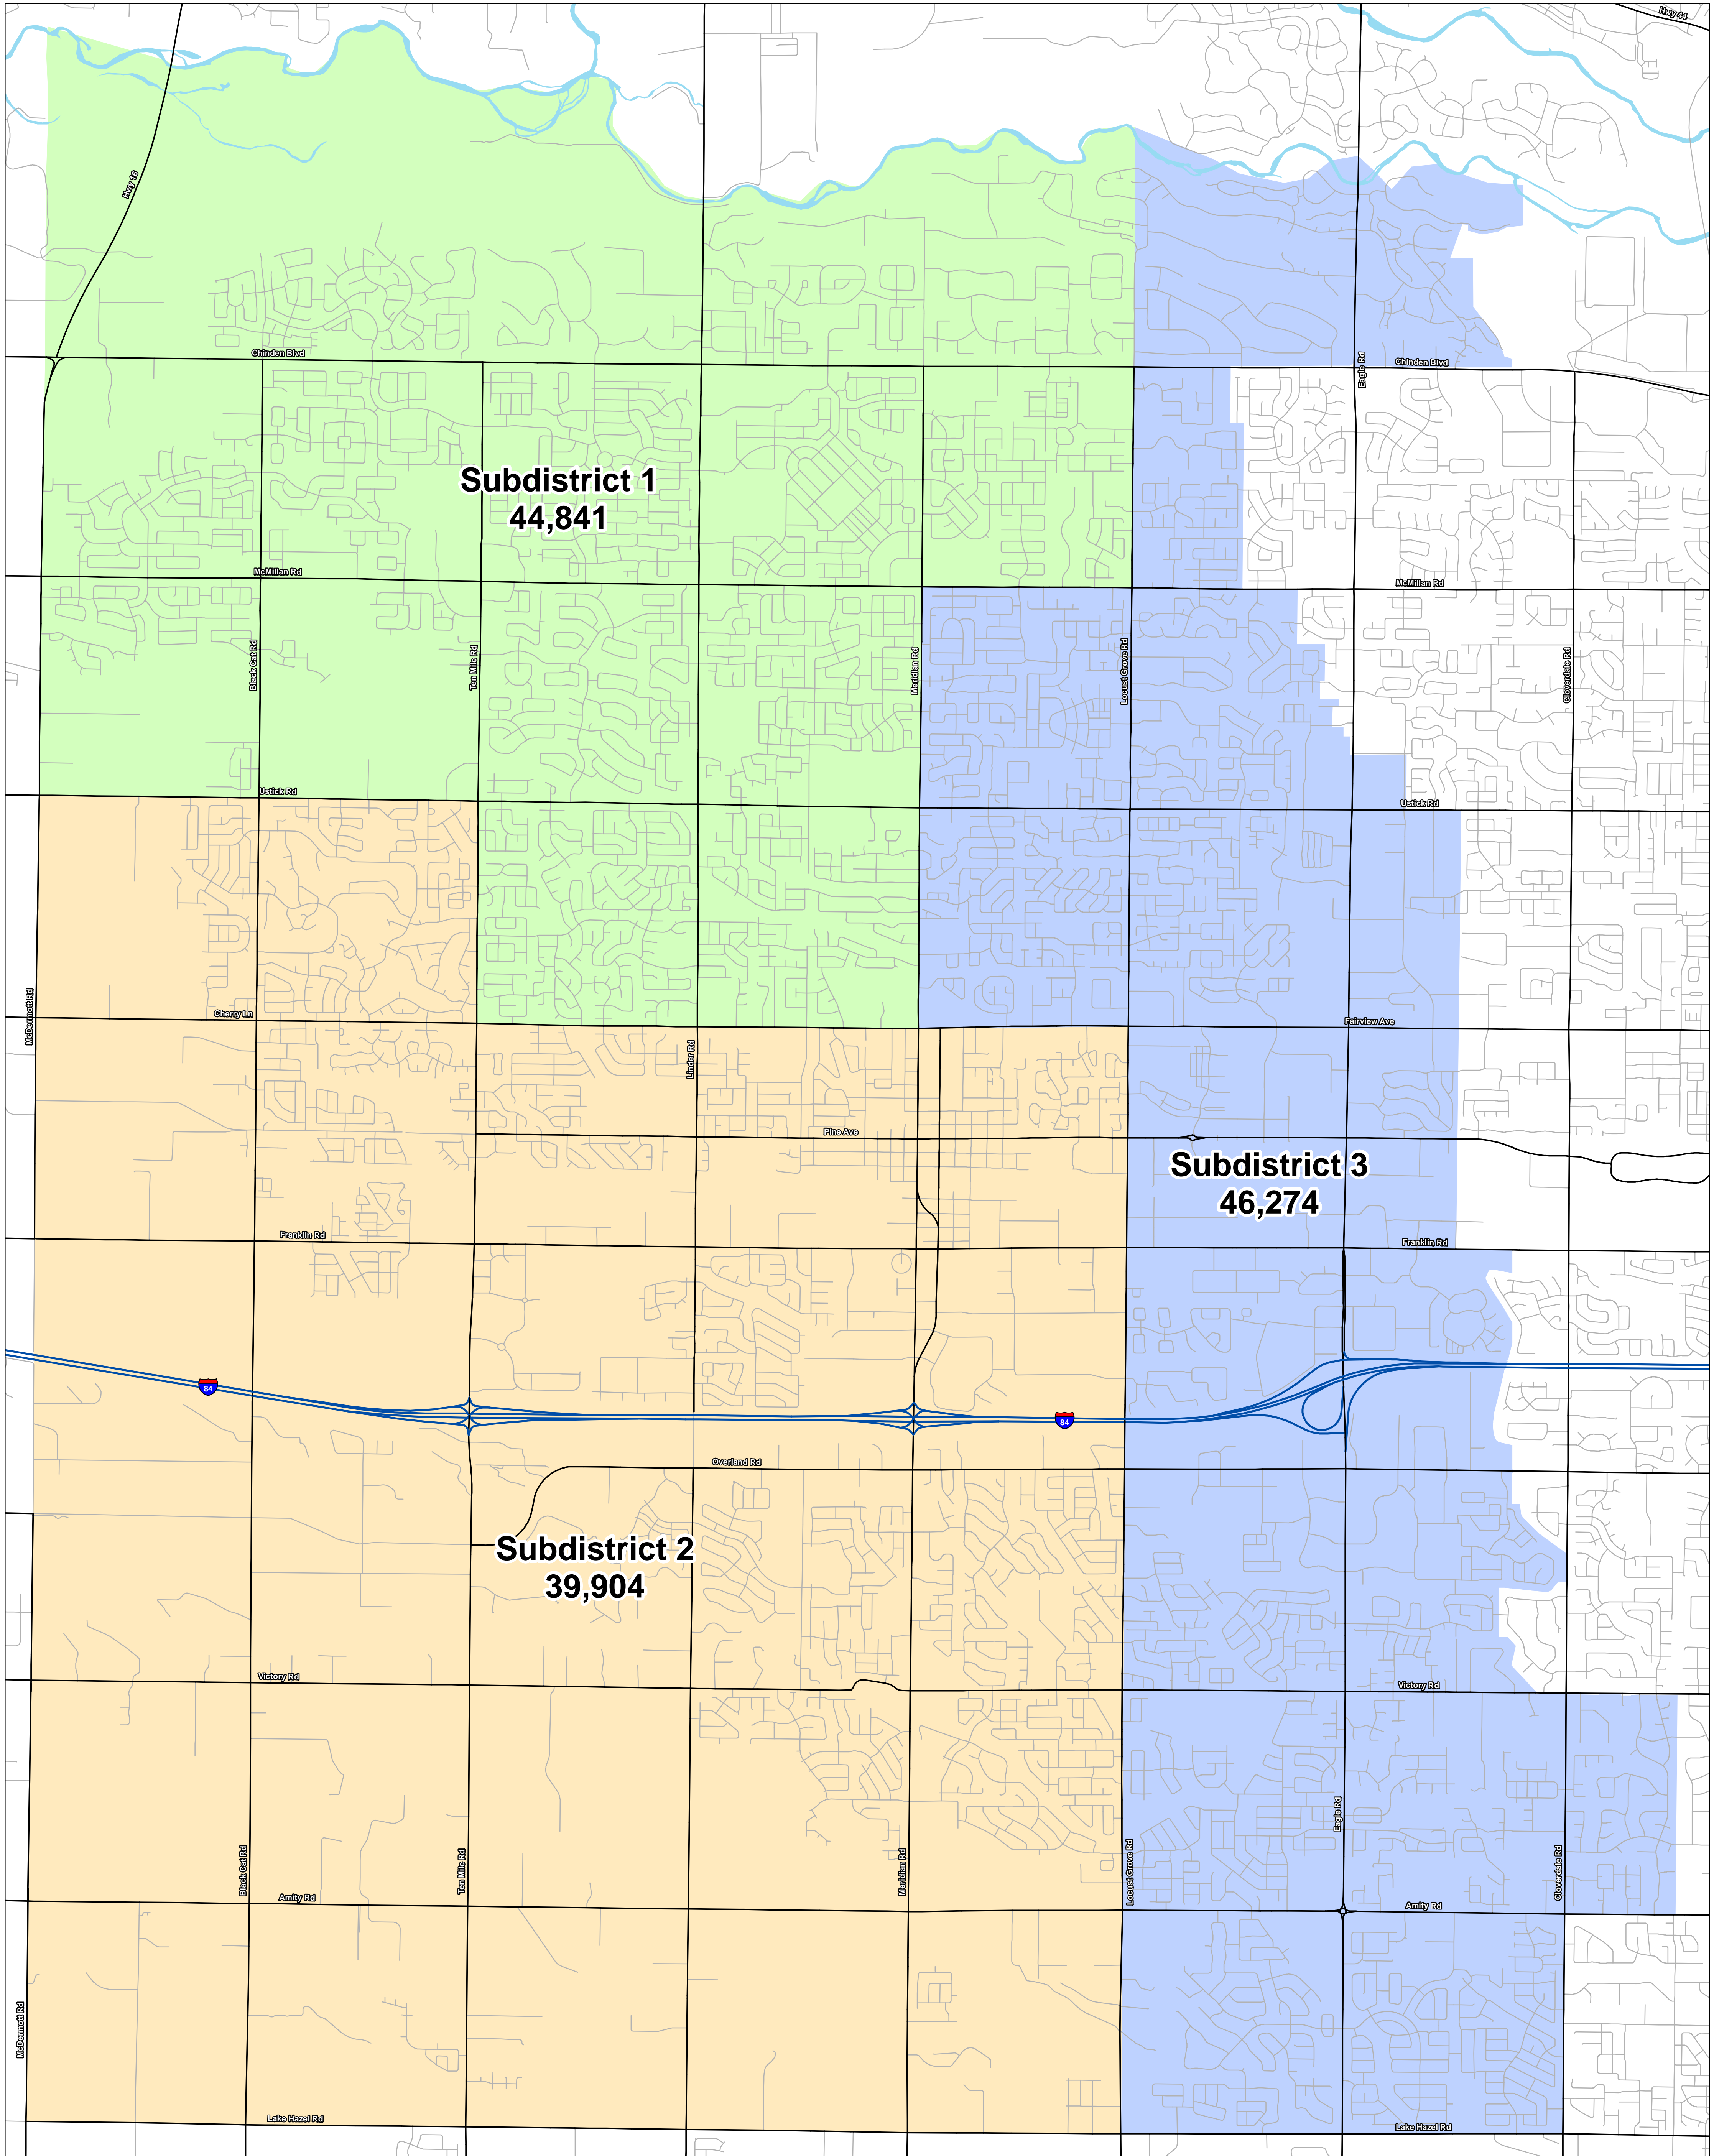 Hwy 44
Hwy 16
Chinden Blvd
Eagle Rd
Chinden Blvd
Subdistrict 1
44,841
McMillan Rd
McMillan Rd
Black Cat Rd
Ten Mile Rd
Meridian Rd
Locust Grove Rd
Cloverdale Rd
Ustick Rd
Ustick Rd
McDermott Rd
Cherry Ln
Linder Rd
Fairview Ave
Pine Ave
Subdistrict 3
46,274
Franklin Rd
Franklin Rd
84
84
Overland Rd
Subdistrict 2
39,904
Victory Rd
Victory Rd
Black Cat Rd
Ten Mile Rd
Meridian Rd
Locust Grove Rd
Eagle Rd
Cloverdale Rd
Amity Rd
Amity Rd
McDermott Rd
Lake Hazel Rd
Lake Hazel Rd